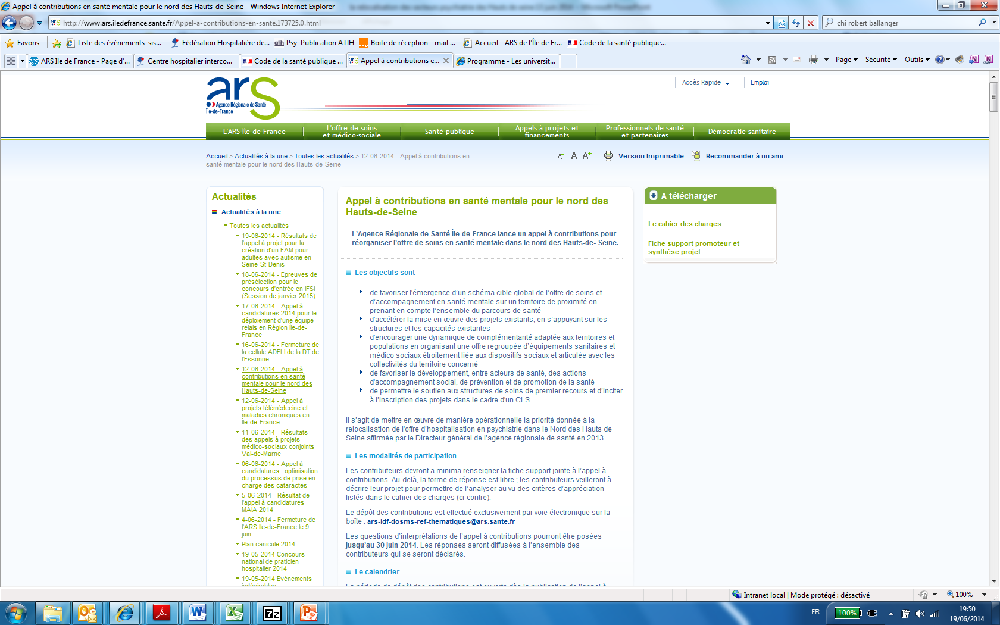 Appel à contributions en santé mentale pour le nord des Hauts-de-Seine - Windows Internet Explorer
http://www.ars.iledefrance.sante.fr/Appel-a-contributions-en-sante.173725.0.html
chi robert ballanger
Favoris
Liste des événements sis...
Fédération Hospitalière de...
Psy Publication ATIH
Boite de réception - mail ...
Accueil - ARS de l'Île de Fr...
Code de la santé publique...
ARS Ile de France - Page d'...
Centre hospitalier interco...
Code de la santé publique ...
Appel à contributions e...
Programme - Les universit...
Page
Sécurité
Outils
ars
Agence Régionale de Santé
Île-de-France
Accès Rapide
Emploi
L'ARS Ile-de-France
L'offre de soins
et médico-sociale
Santé publique
Appels à projets et
financements
Professionnels de santé
et partenaires
Démocratie sanitaire
Accueil > Actualités à la une > Toutes les actualités > 12-06-2014 - Appel à contributions en
santé mentale pour le nord des Hauts-de-Seine
A- A A+
Version Imprimable
Recommander à un ami
Actualités
Actualités à la une
Toutes les actualités
19-06-2014 - Résultats de
l'appel à projet pour la
création d'un FAM pour
adultes avec autisme en
Seine-St-Denis
18-06-2014 - Epreuves de
présélection pour le
concours d'entrée en IFSI
(Session de janvier 2015)
17-06-2014 - Appel à
candidatures 2014 pour le
déploiement d'une équipe
relais en Région Île-de-
France
16-06-2014 - Fermeture de
la cellule ADELI de la DT de
l'Essonne
12-06-2014 - Appel à
contributions en santé
mentale pour le nord des
Hauts-de-Seine
12-06-2014 - Appel à
projets télémédecine et
maladies chroniques en
Île-de-France
11-06-2014 - Résultats
des appels à projets
médico-sociaux conjoints
Val-de-Marne
06-06-2014 - Appel à
candidatures : optimisation
du processus de prise en
charge des cataractes
5-06-2014 - Résultat de
l'appel à candidatures
MAIA 2014
4-06-2014 - Fermeture de
l'ARS Ile-de-France le 9
juin
Plan canicule 2014
19-05-2014 Concours
national de praticien
hospitalier 2014
19-05-2014 Evénements
indésirables
Appel à contributions en santé mentale pour le nord des
Hauts-de-Seine
L'Agence Régionale de Santé Île-de-France lance un appel à contributions pour
réorganiser l'offre de soins en santé mentale dans le nord des Hauts-de- Seine.
Les objectifs sont
de favoriser l'émergence d'un schéma cible global de l'offre de soins et
d'accompagnement en santé mentale sur un territoire de proximité en
prenant en compte l'ensemble du parcours de santé
d'accélérer la mise en œuvre des projets existants, en s'appuyant sur les
structures et les capacités existantes
d'encourager une dynamique de complémentarité adaptée aux territoires et
populations en organisant une offre regroupée d'équipements sanitaires et
médico sociaux étroitement liée aux dispositifs sociaux et articulée avec les
collectivités du territoire concerné
de favoriser le développement, entre acteurs de santé, des actions
d'accompagnement social, de prévention et de promotion de la santé
de permettre le soutien aux structures de soins de premier recours et d'inciter
à l'inscription des projets dans le cadre d'un CLS.
Il s'agit de mettre en œuvre de manière opérationnelle la priorité donnée à la
relocalisation de l'offre d'hospitalisation en psychiatrie dans le Nord des Hauts de
Seine affirmée par le Directeur général de l'agence régionale de santé en 2013.
Les modalités de participation
Les contributeurs devront a minima renseigner la fiche support jointe à l'appel à
contributions. Au-delà, la forme de réponse est libre ; les contributeurs veilleront à
décrire leur projet pour permettre de l'analyser au vu des critères d'appréciation
listés dans le cahier des charges (ci-contre).
Le dépôt des contributions est effectué exclusivement par voie électronique sur la
boîte : ars-idf-dosms-ref-thematiques@ars.sante.fr
Les questions d'interprétations de l'appel à contributions pourront être posées
jusqu'au 30 juin 2014. Les réponses seront diffusées à l'ensemble des
contributeurs qui se seront déclarés.
Le calendrier
La période de dépôt des contributions est ouverte dès la publication de l'appel à
A télécharger
Le cahier des charges
Fiche support promoteur et
synthèse projet
Intranet local | Mode protégé : désactivé
100%
FR
100%
19:50
19/06/2014